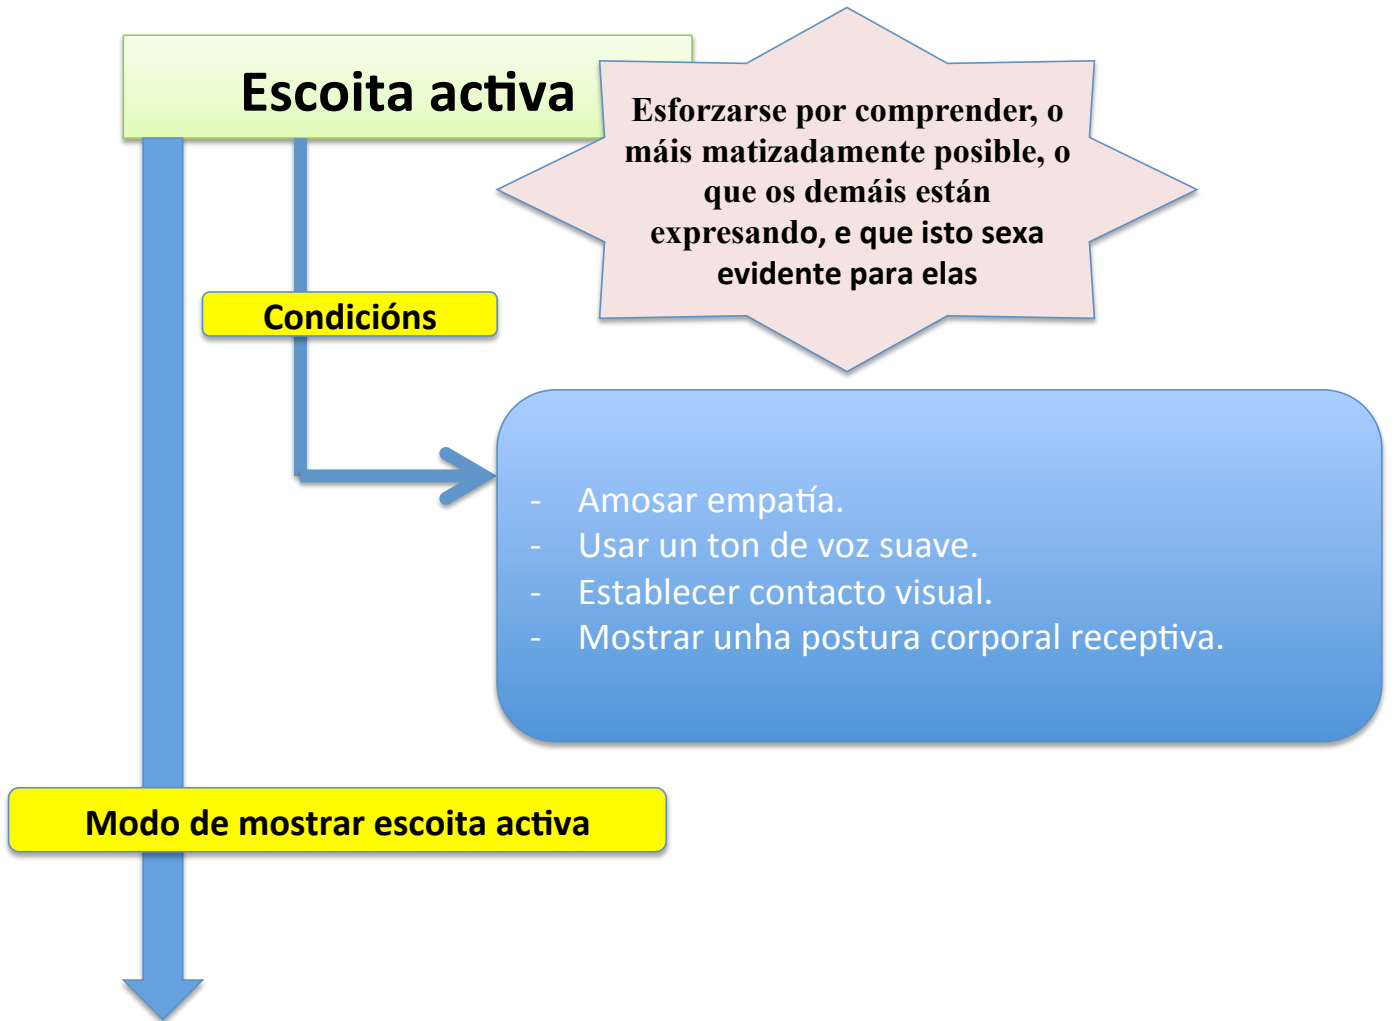 Escoita activa
Esforzarse por comprender, o
máis matizadamente posible, o
que os demáis están
expresando, e que isto sexa
evidente para elas
Condicións
- Amosar empatía.
- Usar un ton de voz suave.
- Establecer contacto visual.
- Mostrar unha postura corporal receptiva.
Modo de mostrar escoita activa